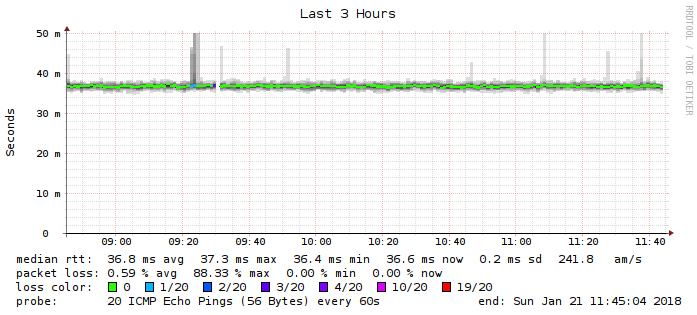 Last 3 Hours
RRDTOOL / TOBI OETIKER
Seconds
50 m
40 m
30 m
20 m
10 m
0
09:00 09:20 09:40 10:00 10:20 10:40 11:00 11:20 11:40
median rtt: 36.8 ms avg 37.3 ms max 36.4 ms min 36.6 ms now 0.2 ms sd 241.8 am/s
packet loss: 0.59 % avg 88.33 % max 0.00 % min 0.00 % now
loss color: 0 1/20 2/20 3/20 4/20 10/20 19/20
probe: 20 ICMP Echo Pings (56 Bytes) every 60s end: Sun Jan 21 11:45:04 2018